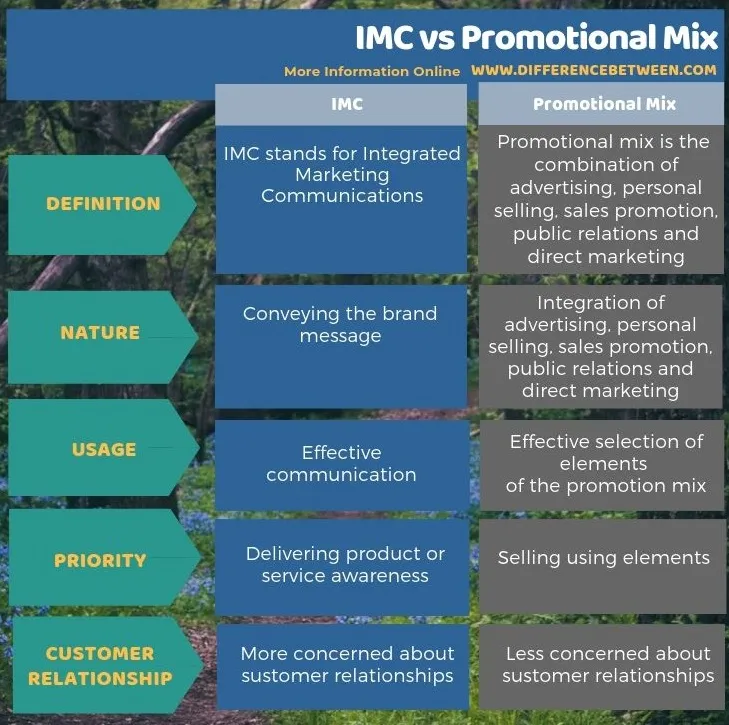 IMC vs Promotional Mix
More Information Online WWW.DIFFERENCEBETWEEN.COM
IMC
Promotional Mix
DEFINITION
IMC stands for Integrated
Marketing
Communications
Promotional mix is the
combination of
advertising, personal
selling, sales promotion,
public relations and
direct marketing
NATURE
Conveying the brand
message
Integration of
advertising, personal
selling, sales promotion,
public relations and
direct marketing
USAGE
Effective
communication
Effective selection of
elements
of the promotion mix
PRIORITY
Delivering product or
service awareness
Selling using elements
CUSTOMER
RELATIONSHIP
More concerned about
sustomer relationships
Less concerned about
sustomer relationships